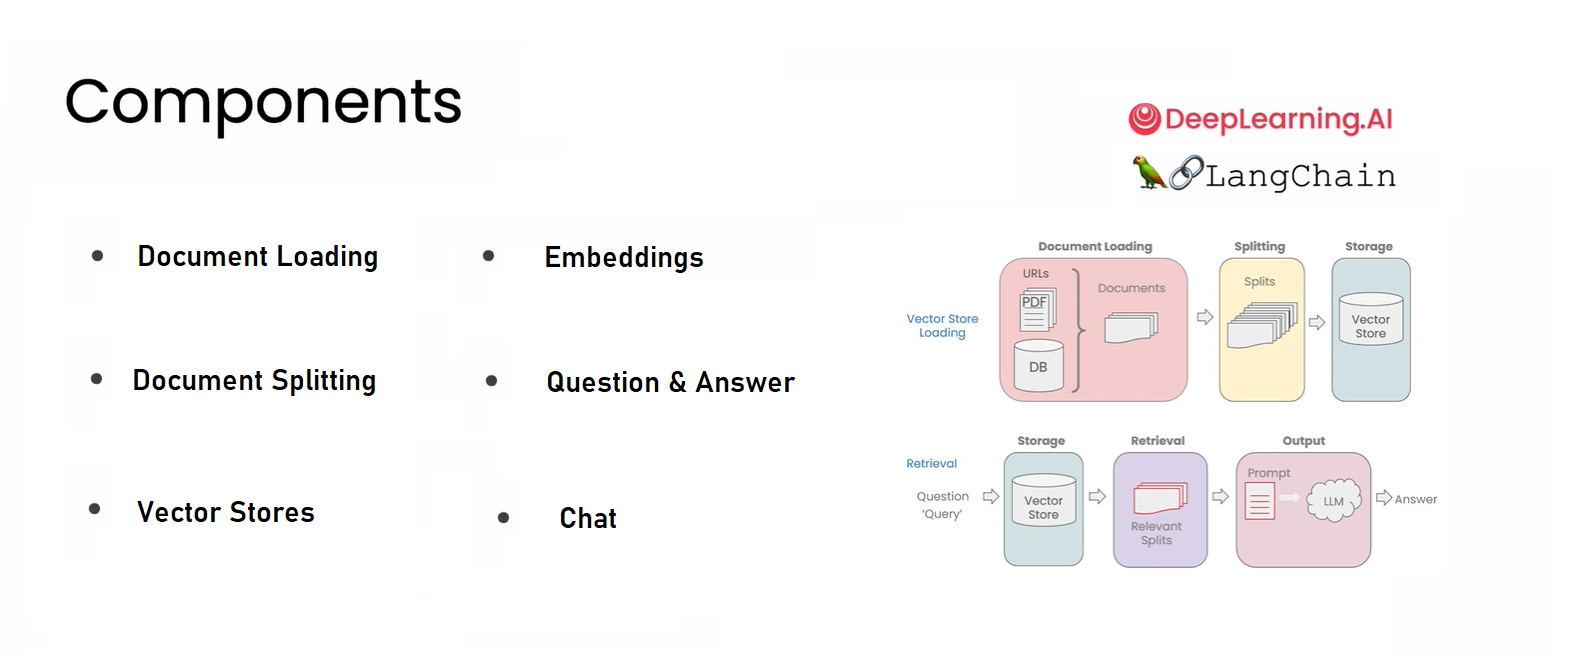 Components
DeepLearning.AI
LangChain
Document Loading
Embeddings
Document Splitting
Question & Answer
Vector Stores
Chat
Document Loading
Splitting
Storage
URLs
PDF
DB
Documents
Splits
Vector
Store
Vector Store
Loading
Storage
Retrieval
Output
Retrieval
Question
‘Query’
Vector
Store
Relevant
Splits
Prompt
LLM
Answer